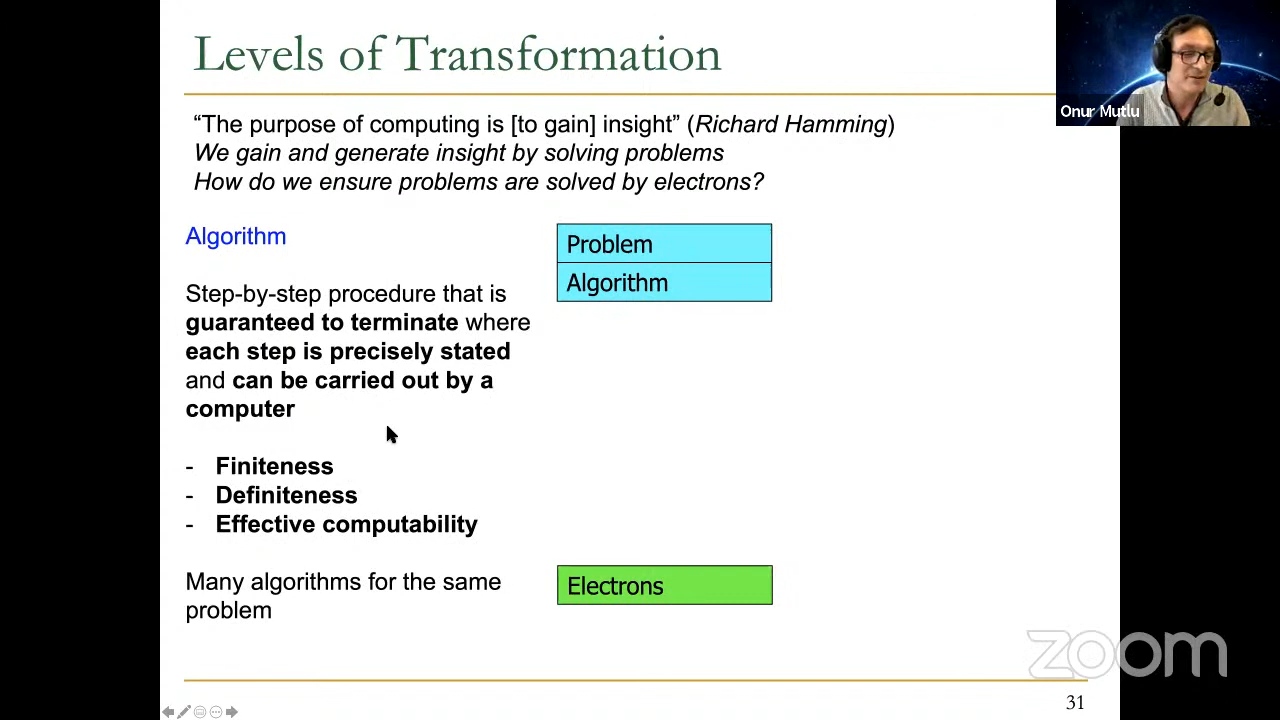 Levels of Transformation
Onur Mutlu
“The purpose of computing is [to gain] insight” (Richard Hamming)
We gain and generate insight by solving problems
How do we ensure problems are solved by electrons?
Algorithm
Step-by-step procedure that is
guaranteed to terminate where
each step is precisely stated
and can be carried out by a
computer
- Finiteness
- Definiteness
- Effective computability
Many algorithms for the same
problem
Problem
Algorithm
Electrons
zoom
31